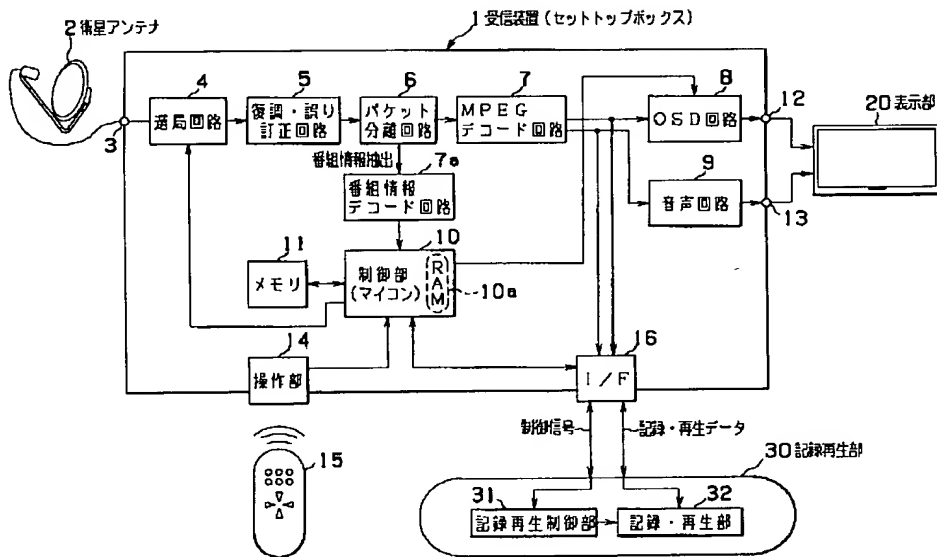 1 受信装置(セットトップボックス)
2 衛星アンテナ
3
4
選局回路
5
復調・誤り
訂正回路
6
パケット
分離回路
7
MPEG
デコード回路
8
OSD回路
12
20 表示部
番組情報抽出
7a
番組情報
デコード回路
9
音声回路
13
11
メモリ
10
制御部
(マイコン)
RAM
10a
14
操作部
16
I/F
制御信号
記録・再生データ
15
30 記録再生部
31
記録再生制御部
32
記録・再生部